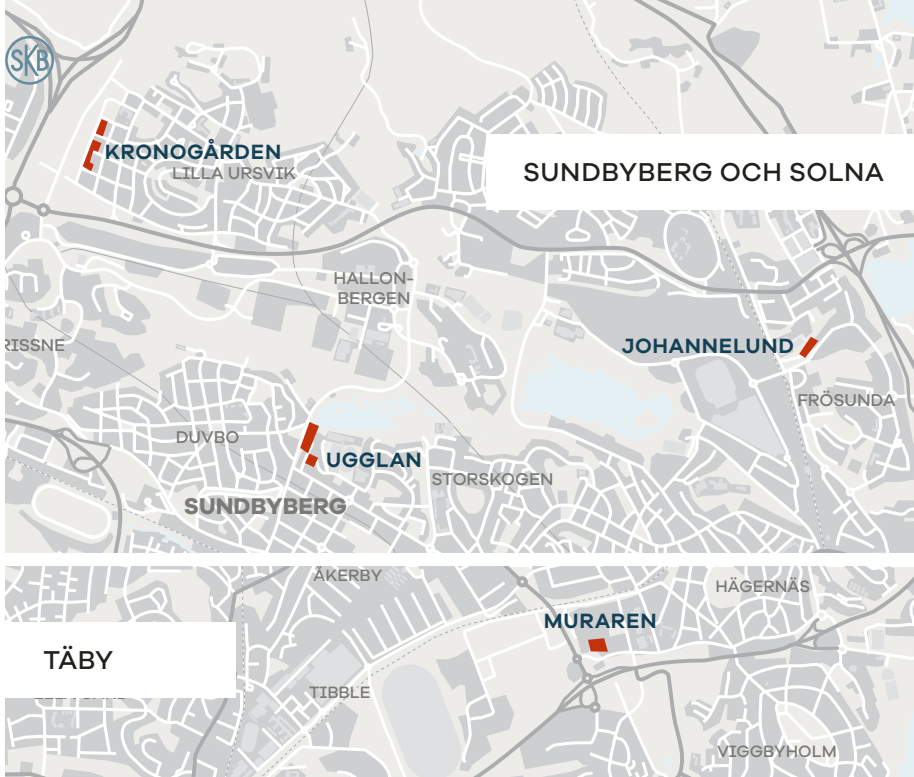 SKB
KRONOGÅRDEN
LILLA URSVIK
SUNDBYBERG OCH SOLNA
HALLON-
BERGEN
RISSNE
JOHANNELUND
FRÖSUNDA
DUVBO
UGGLAN
STORSKOGEN
SUNDBYBERG
ÅKERBY
HÄGERNÄS
MURAREN
TÄBY
TIBBLE
VIGGBYHOLM